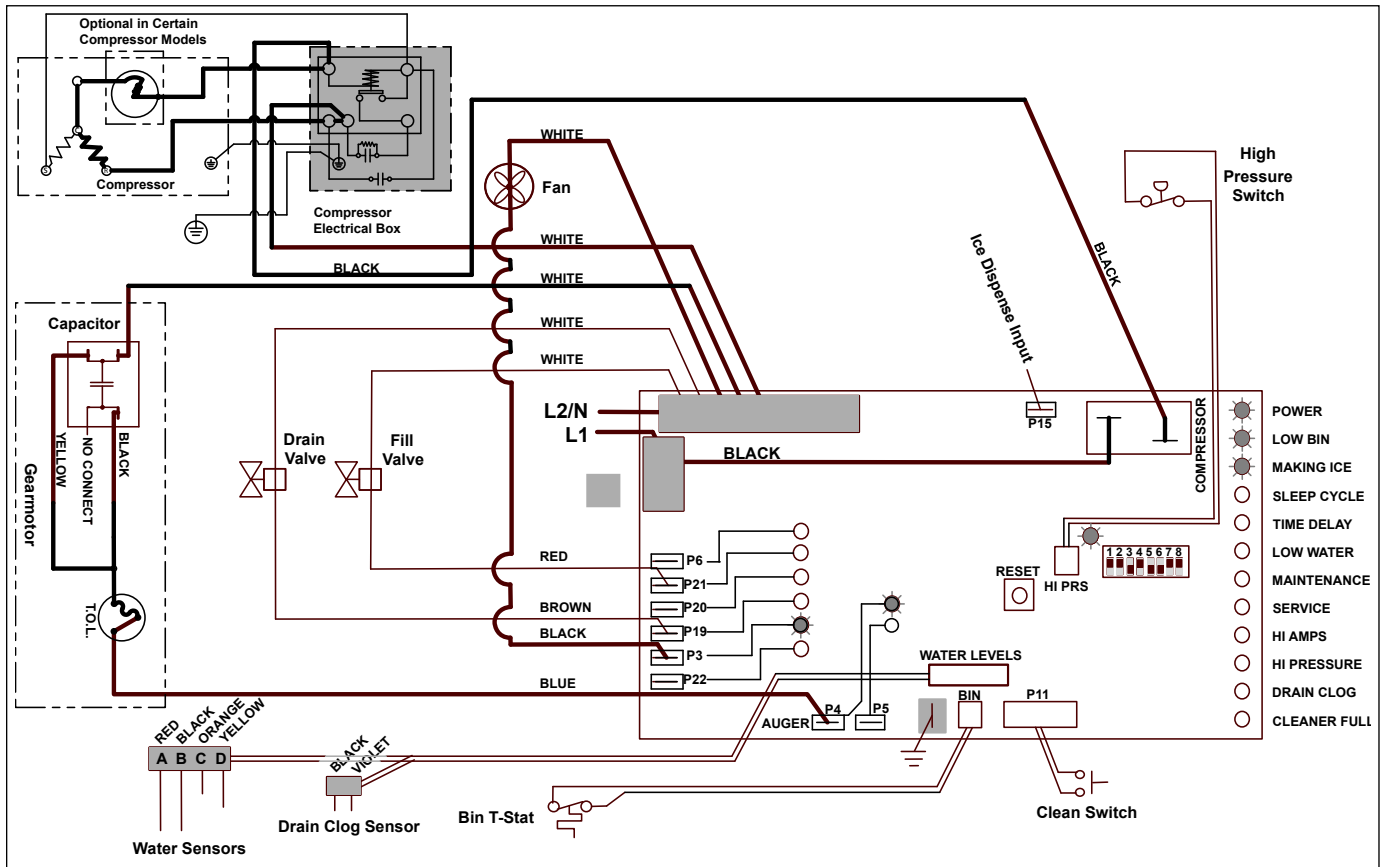 Optional in Certain
Compressor Models
S
C
R
Compressor
Compressor
Electrical Box
WHITE
Fan
WHITE
BLACK
WHITE
WHITE
WHITE
BLACK
High
Pressure
Switch
Ice Dispense Input
P15
Capacitor
YELLOW
NO CONNECT
BLACK
Gearmotor
T.O.L.
Drain
Valve
Fill
Valve
L2/N
L1
BLACK
COMPRESSOR
POWER
LOW BIN
MAKING ICE
SLEEP CYCLE
TIME DELAY
LOW WATER
MAINTENANCE
SERVICE
HI AMPS
HI PRESSURE
DRAIN CLOG
CLEANER FULL
RED
BROWN
BLACK
BLUE
P6
P21
P20
P19
P3
P22
RESET
HI PRS
1 2 3 4 5 6 7 8
WATER LEVELS
AUGER
P4
P5
BIN
P11
RED
BLACK
ORANGE
YELLOW
A B C D
Water Sensors
BLACK
VIOLET
Drain Clog Sensor
Bin T-Stat
Clean Switch